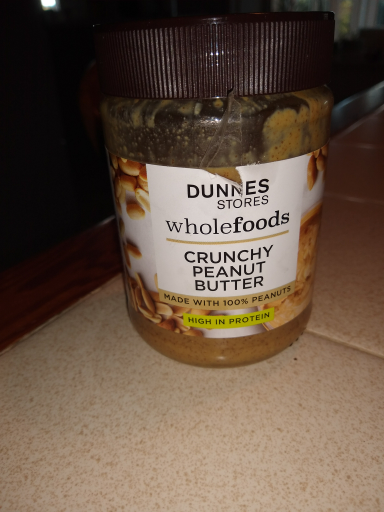 DUNNES
STORES
wholefoods
CRUNCHY
PEANUT
BUTTER
MADE WITH 100% PEANUTS
HIGH IN PROTEIN